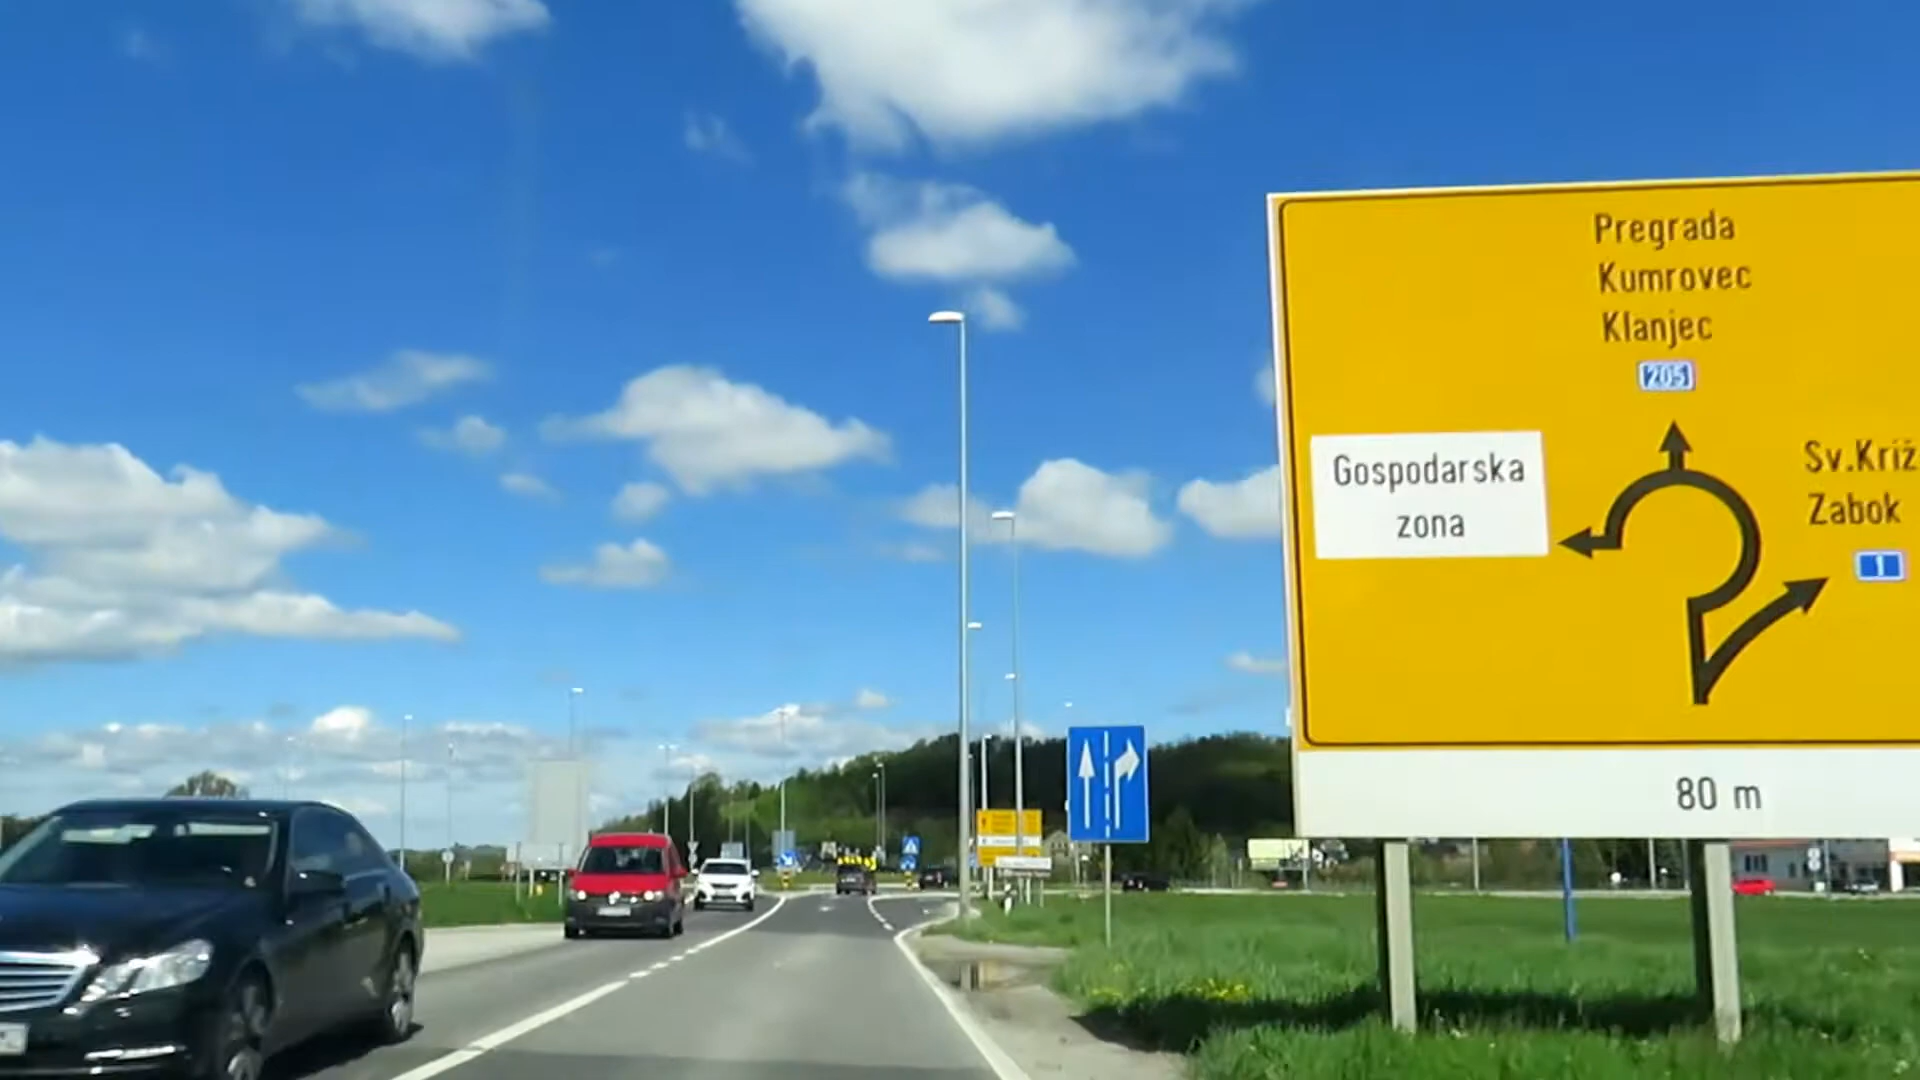 Pregrada
Kumrovec
Klanjec
205
Gospodarska
zona
Sv.Križ
Zabok
1
80 m